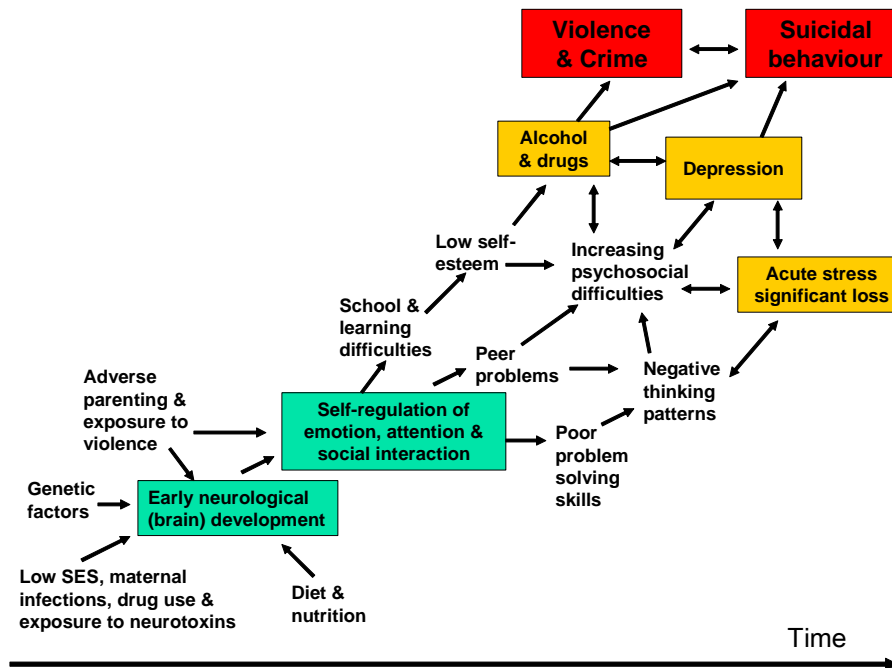 Violence
& Crime
Suicidal
behaviour
Alcohol
& drugs
Depression
Low self-
esteem
Increasing
psychosocial
difficulties
Acute stress
significant loss
School &
learning
difficulties
Peer
problems
Negative
thinking
patterns
Adverse
parenting &
exposure to
violence
Self-regulation of
emotion, attention &
social interaction
Poor
problem
solving
skills
Genetic
factors
Early neurological
(brain) development
Low SES, maternal
infections, drug use &
exposure to neurotoxins
Diet &
nutrition
Time